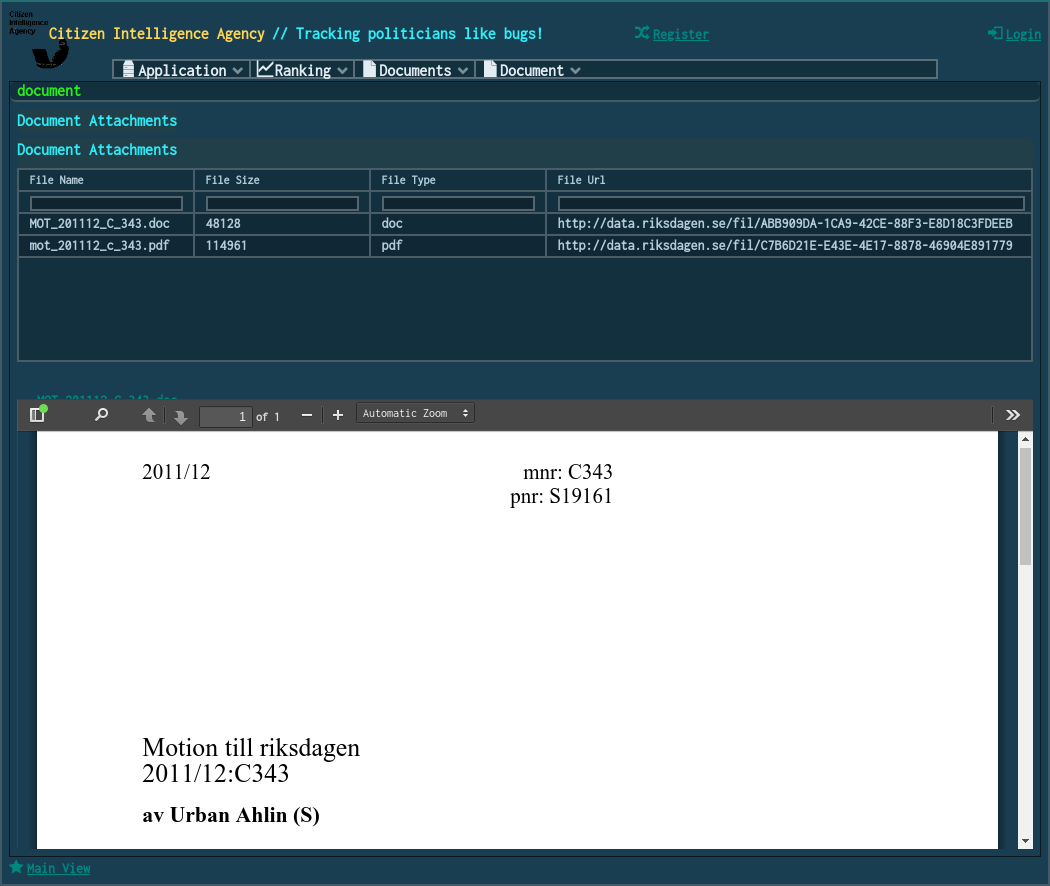 Citizen
Intelligence
Agency
Citizen Intelligence Agency // Tracking politicians like bugs!
Register
Login
Application
Ranking
Documents
Document
document
Document Attachments
Document Attachments
File Name File Size File Type File Url
MOT_201112_C_343.doc 48128 doc http://data.riksdagen.se/fil/ABB909DA-1CA9-42CE-88F3-E8D18C3FDEEB
mot_201112_c_343.pdf 114961 pdf http://data.riksdagen.se/fil/C7B6D21E-E43E-4E17-8878-46904E891779
MOT_201112_C_343.doc
1 of 1 Automatic Zoom
2011/12 mnr: C343
pnr: S19161
Motion till riksdagen
2011/12:C343
av Urban Ahlin (S)
Main View